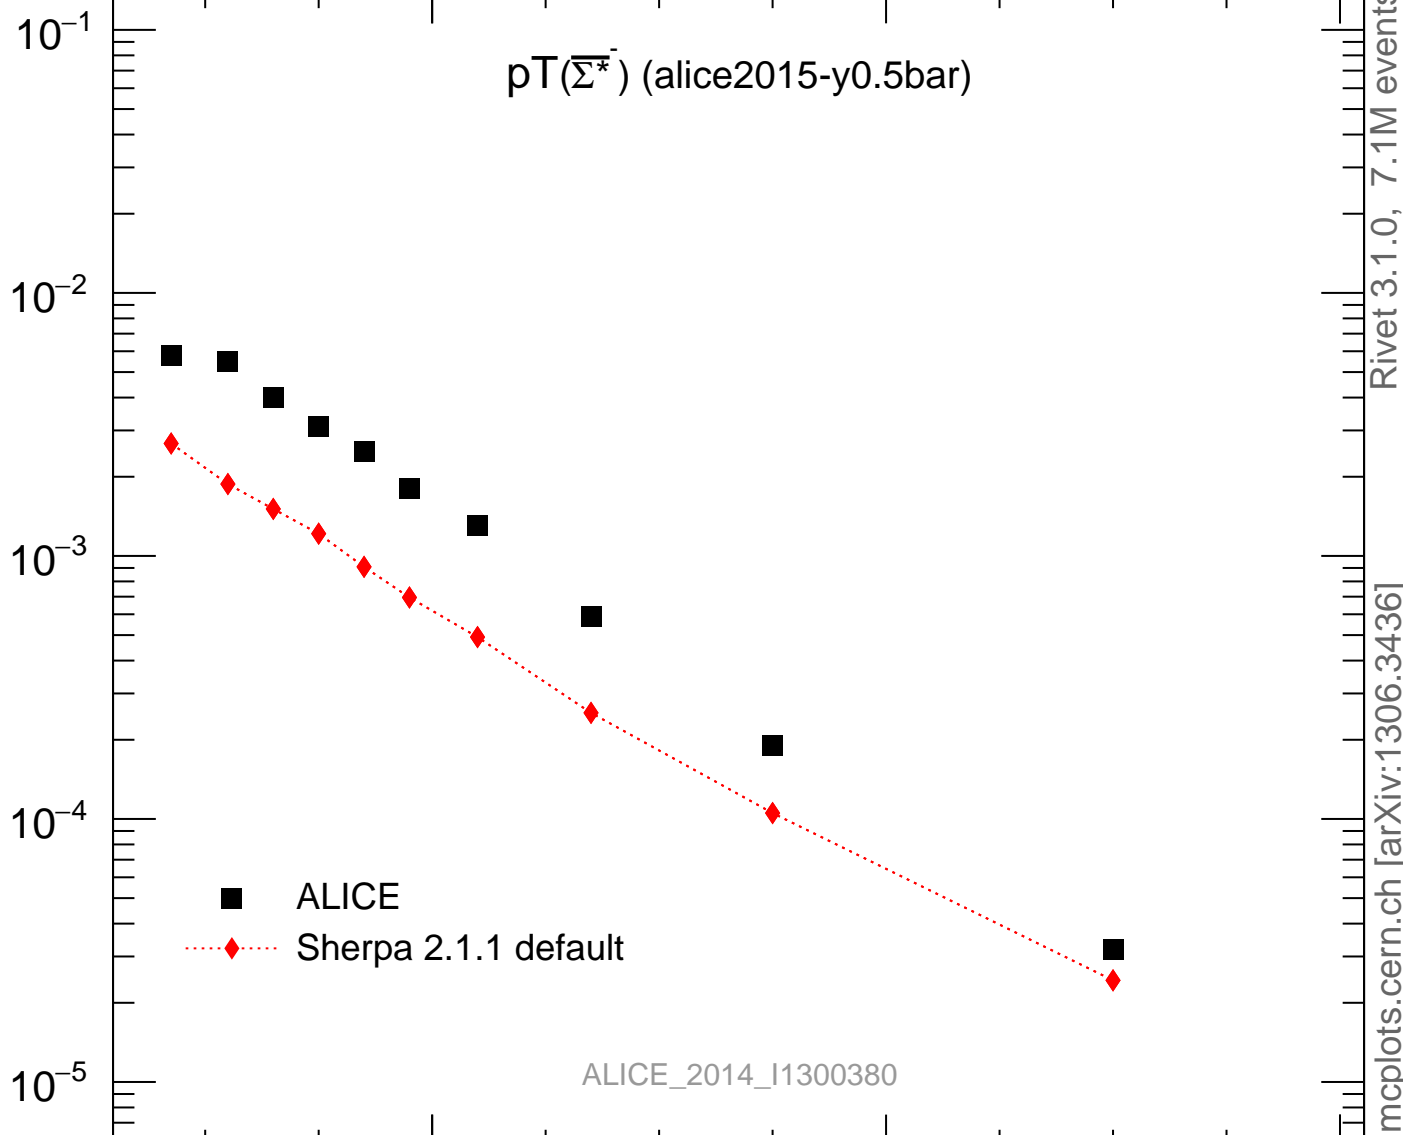 10⁻¹
pT(Σ̅*̅⁻) (alice2015-y0.5bar)
10⁻²
10⁻³
10⁻⁴
ALICE
Sherpa 2.1.1 default
10⁻⁵
ALICE_2014_I1300380
Rivet 3.1.0, 7.1M events
mcplots.cern.ch [arXiv:1306.3436]